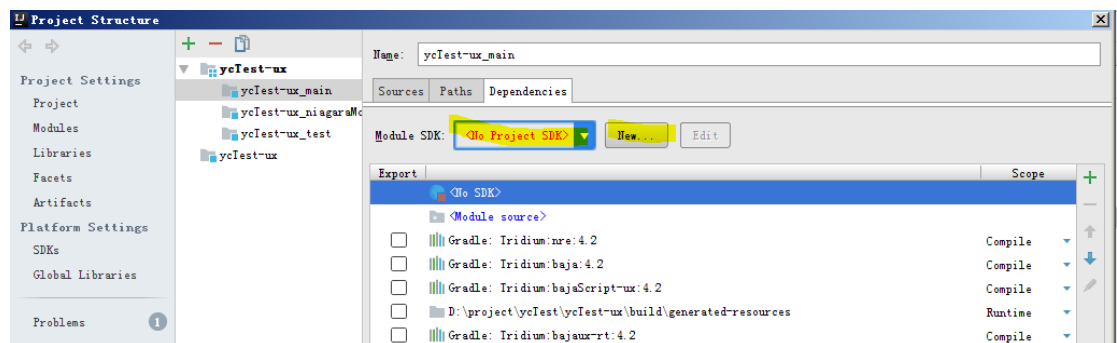 Project Structure
Project Settings
Project
Modules
Libraries
Facets
Artifacts
Platform Settings
SDKs
Global Libraries
Problems
1
ycTest-ux
ycTest-ux_main
ycTest-ux_niagaraMo
ycTest-ux_test
ycTest-ux
Name: ycTest-ux_main
Sources Paths Dependencies
Module SDK: <No Project SDK> New... Edit
Export Scope
<No SDK>
<Module source>
Gradle: Tridium:nre:4.2 Compile
Gradle: Tridium:baja:4.2 Compile
Gradle: Tridium:bajaScript-ux:4.2 Compile
D:\project\ycTest\ycTest-ux\build\generated-resources Runtime
Gradle: Tridium:bajaux-rt:4.2 Compile